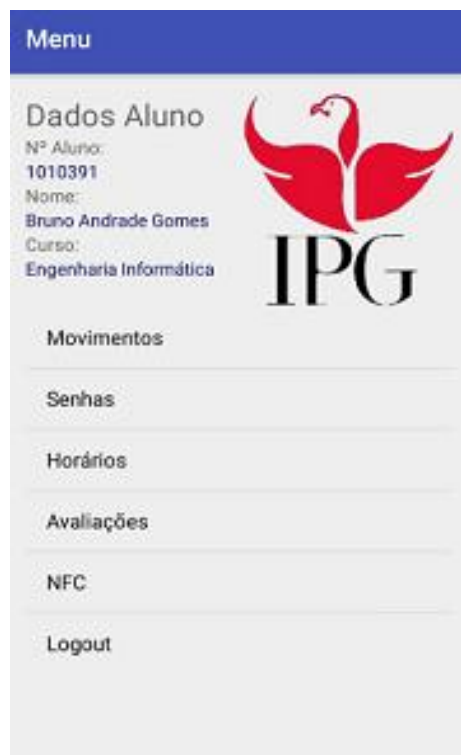 Menu
Dados Aluno
Nº Aluno:
1010391
Nome:
Bruno Andrade Gomes
Curso:
Engenharia Informática
IPG
Movimentos
Senhas
Horários
Avaliações
NFC
Logout